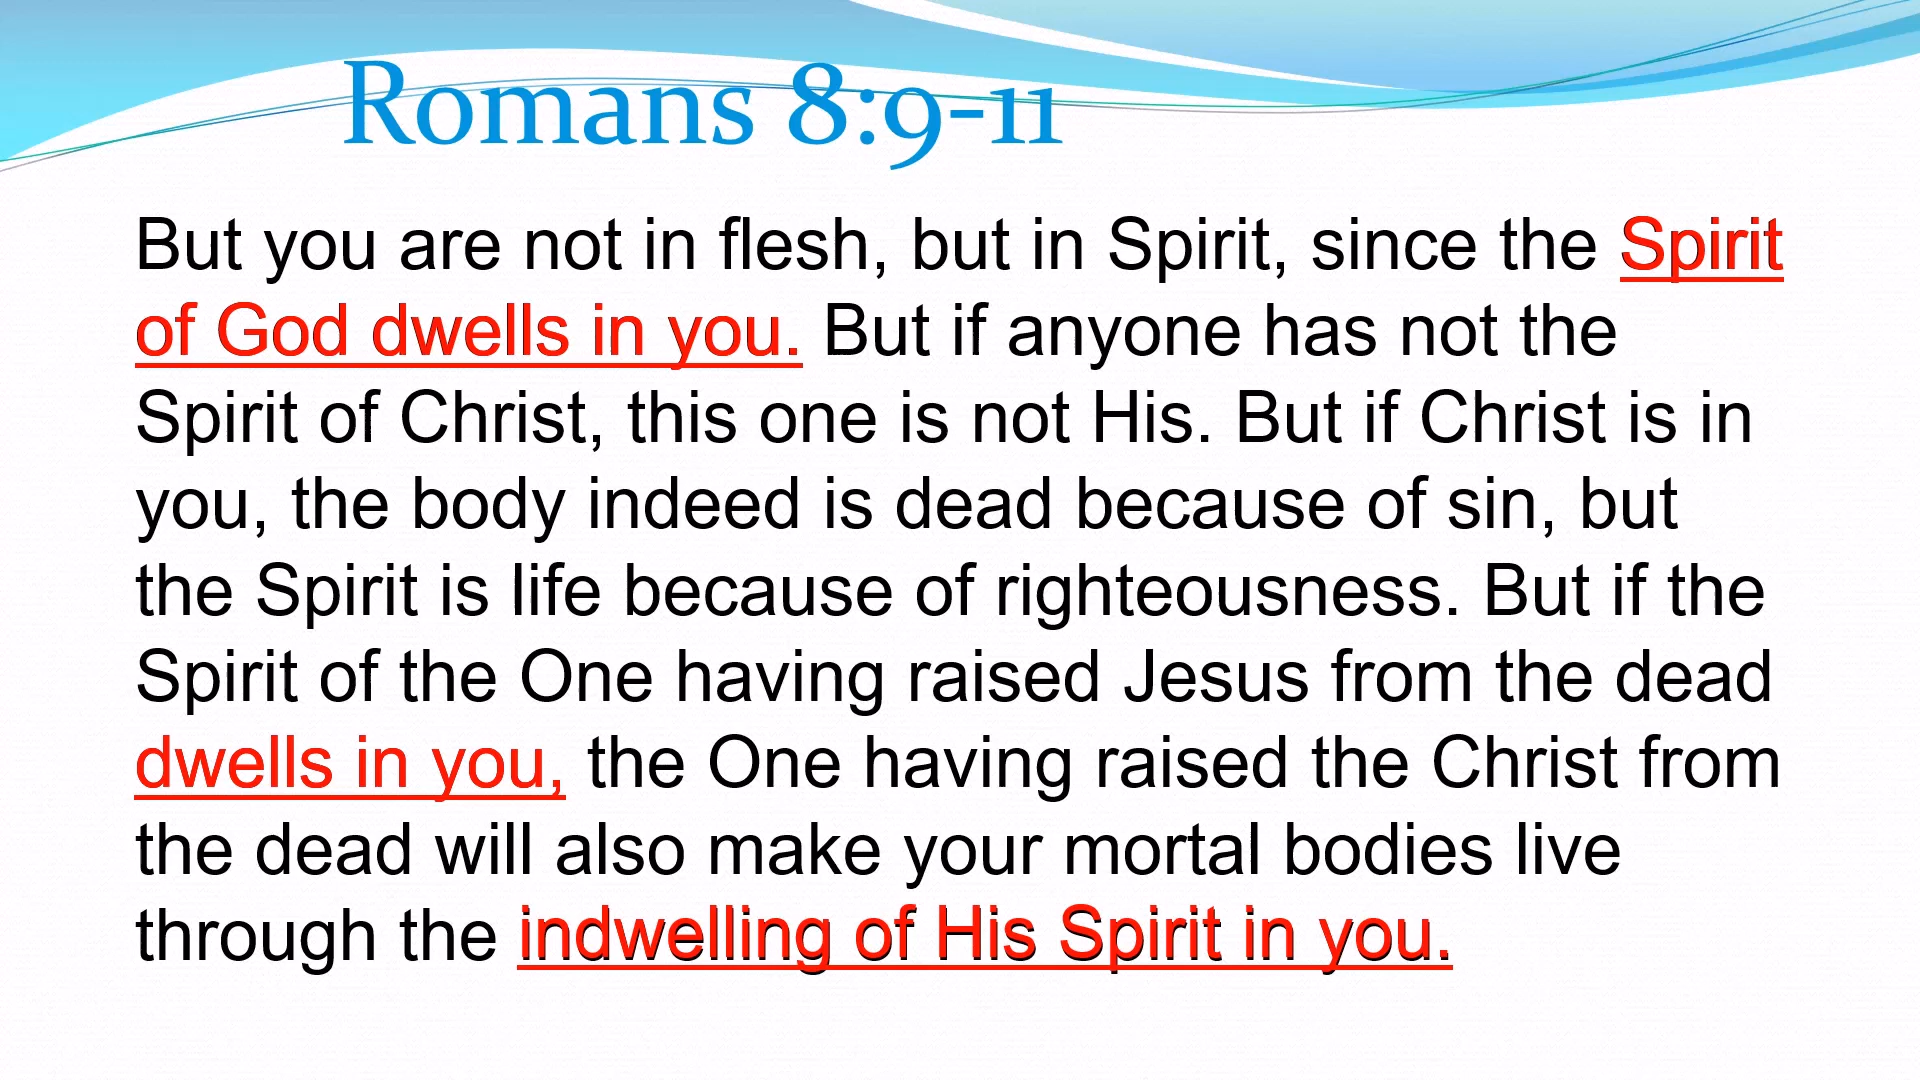 Romans 8:9-11
But you are not in flesh, but in Spirit, since the Spirit
of God dwells in you. But if anyone has not the
Spirit of Christ, this one is not His. But if Christ is in
you, the body indeed is dead because of sin, but
the Spirit is life because of righteousness. But if the
Spirit of the One having raised Jesus from the dead
dwells in you, the One having raised the Christ from
the dead will also make your mortal bodies live
through the indwelling of His Spirit in you.